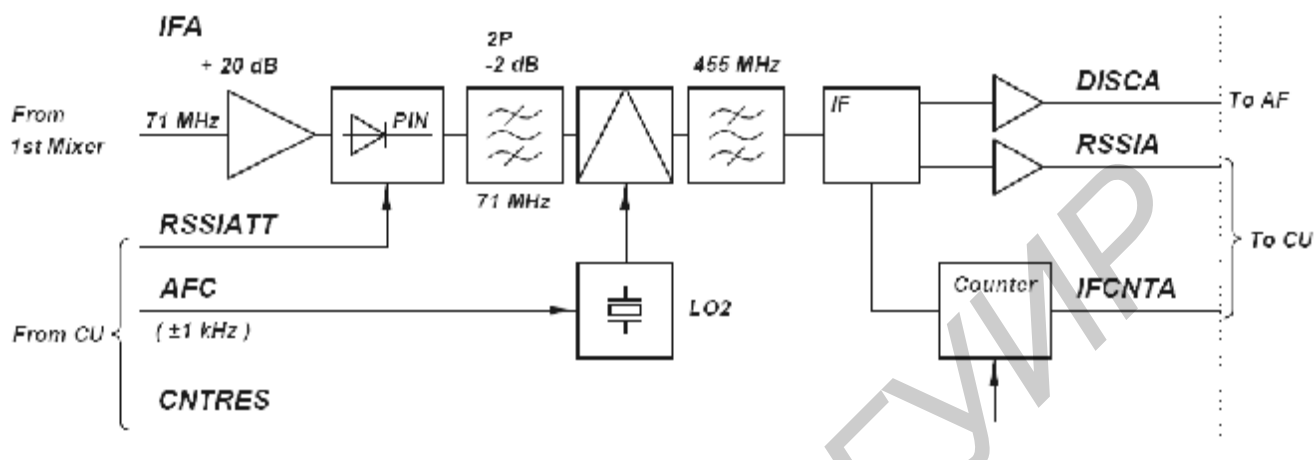 IFA
+ 20 dB
2P
-2 dB
455 MHz
From
1st Mixer
71 MHz
PIN
IF
DISCA
To AF
RSSIA
71 MHz
RSSIATT
To CU
AFC
(±1 kHz)
From CU
LO2
Counter
IFCNTA
CNTRES
ГУИР